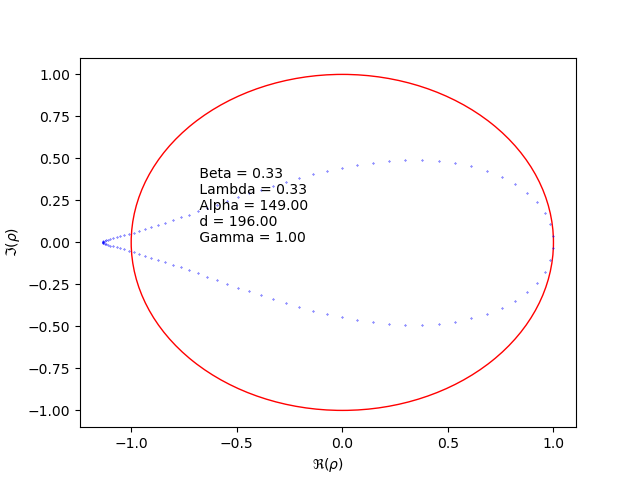 1.00
0.75
0.50
0.25
0.00
−0.25
−0.50
−0.75
−1.00
ℑ(ρ)
Beta = 0.33
Lambda = 0.33
Alpha = 149.00
d = 196.00
Gamma = 1.00
−1.0 −0.5 0.0 0.5 1.0
ℜ(ρ)